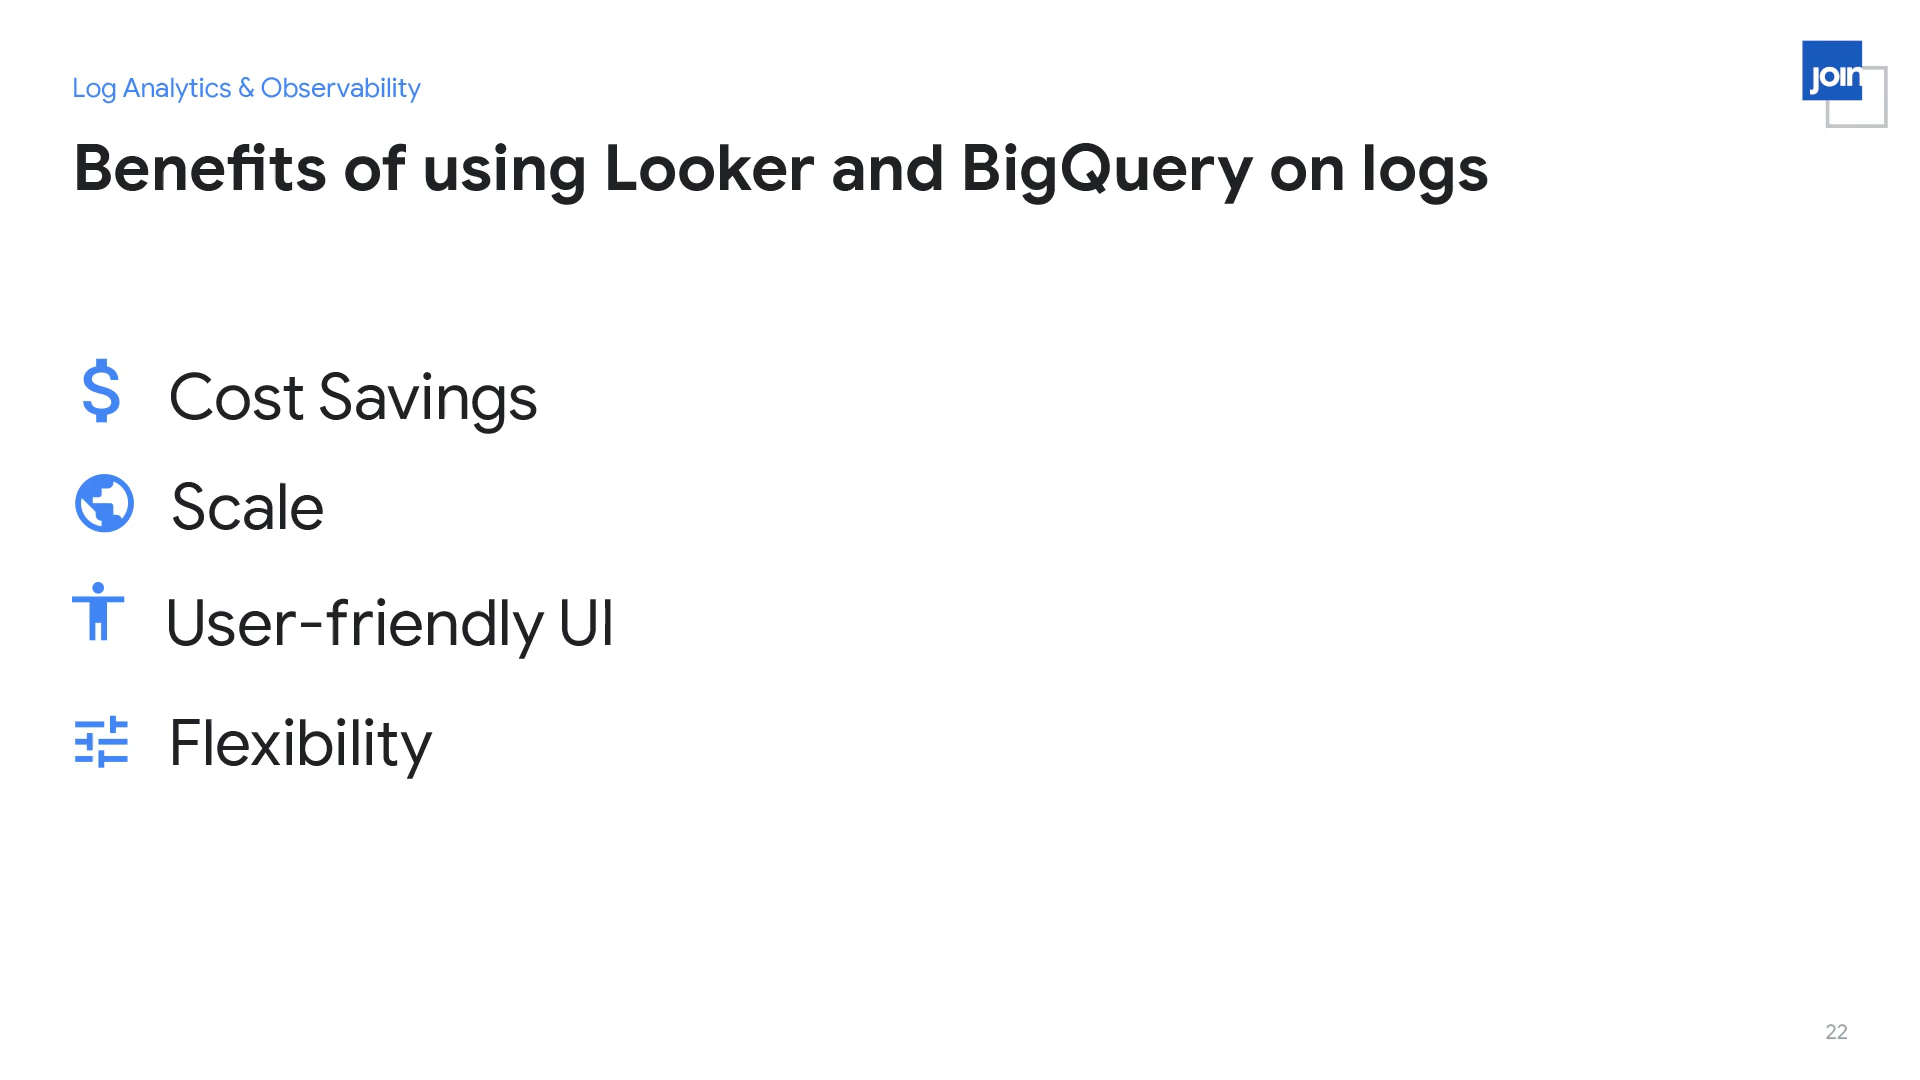 Log Analytics & Observability
join
Benefits of using Looker and BigQuery on logs
Cost Savings
Scale
User-friendly UI
Flexibility
22